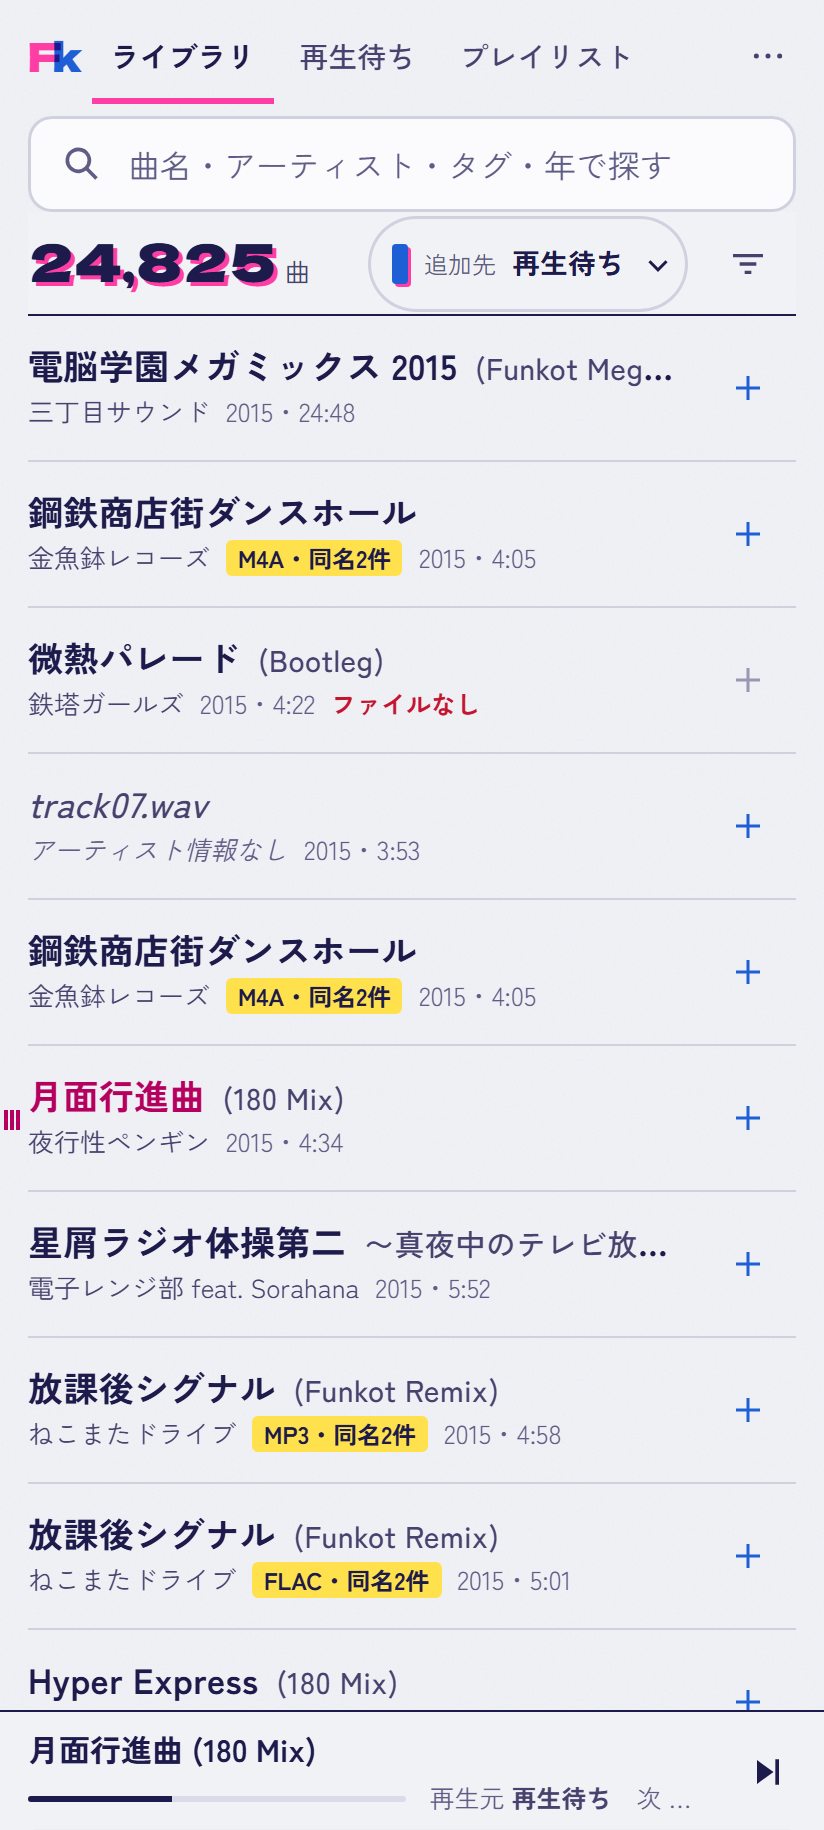 Fk ライブラリ 再生待ち プレイリスト ...
曲名・アーティスト・タグ・年で探す
24,825 曲 追加先 再生待ち
電脳学園メガミックス 2015 (Funkot Meg...
三丁目サウンド 2015・24:48
鋼鉄商店街ダンスホール
金魚鉢レコーズ M4A・同名2件 2015・4:05
微熱パレード (Bootleg)
鉄塔ガールズ 2015・4:22 ファイルなし
track07.wav
アーティスト情報なし 2015・3:53
鋼鉄商店街ダンスホール
金魚鉢レコーズ M4A・同名2件 2015・4:05
月面行進曲 (180 Mix)
夜行性ペンギン 2015・4:34
星屑ラジオ体操第二 〜真夜中のテレビ放...
電子レンジ部 feat. Sorahana 2015・5:52
放課後シグナル (Funkot Remix)
ねこまたドライブ MP3・同名2件 2015・4:58
放課後シグナル (Funkot Remix)
ねこまたドライブ FLAC・同名2件 2015・5:01
Hyper Express (180 Mix)
月面行進曲 (180 Mix)
再生元 再生待ち 次 ...